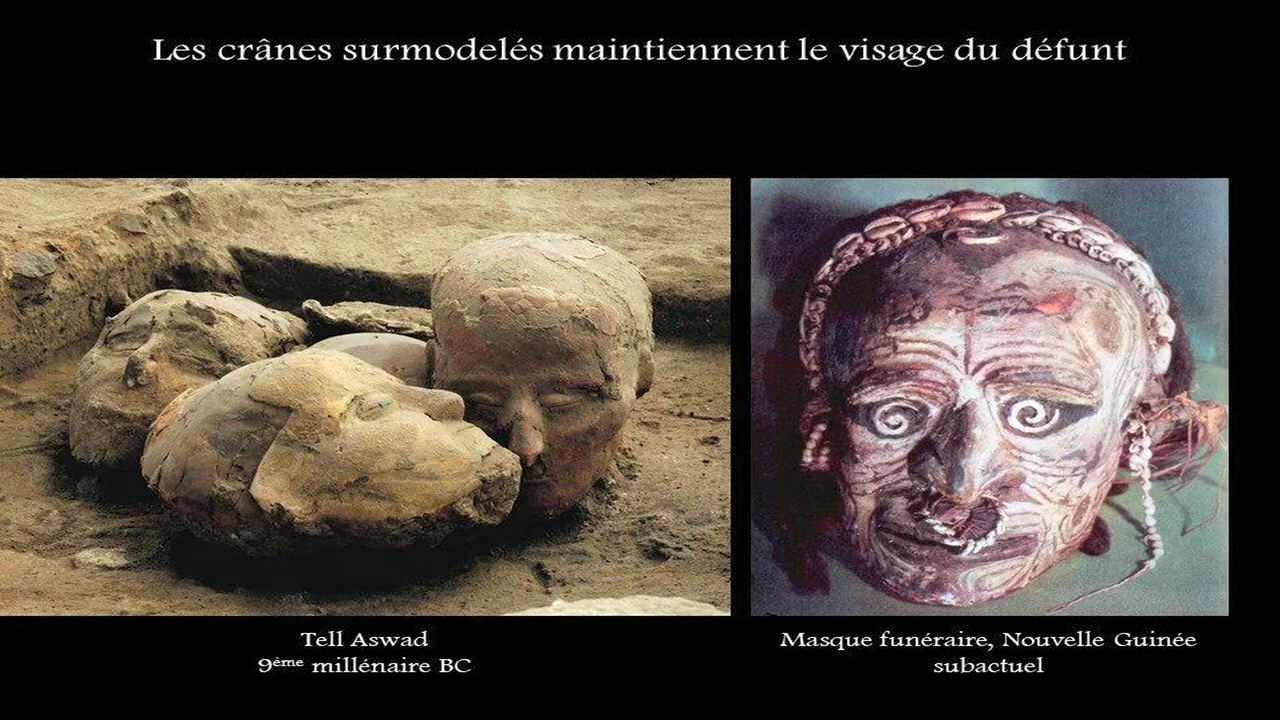 Les crânes surmodelés maintiennent le visage du défunt
Tell Aswad
9ème millénaire BC
Masque funéraire, Nouvelle Guinée
subactuel